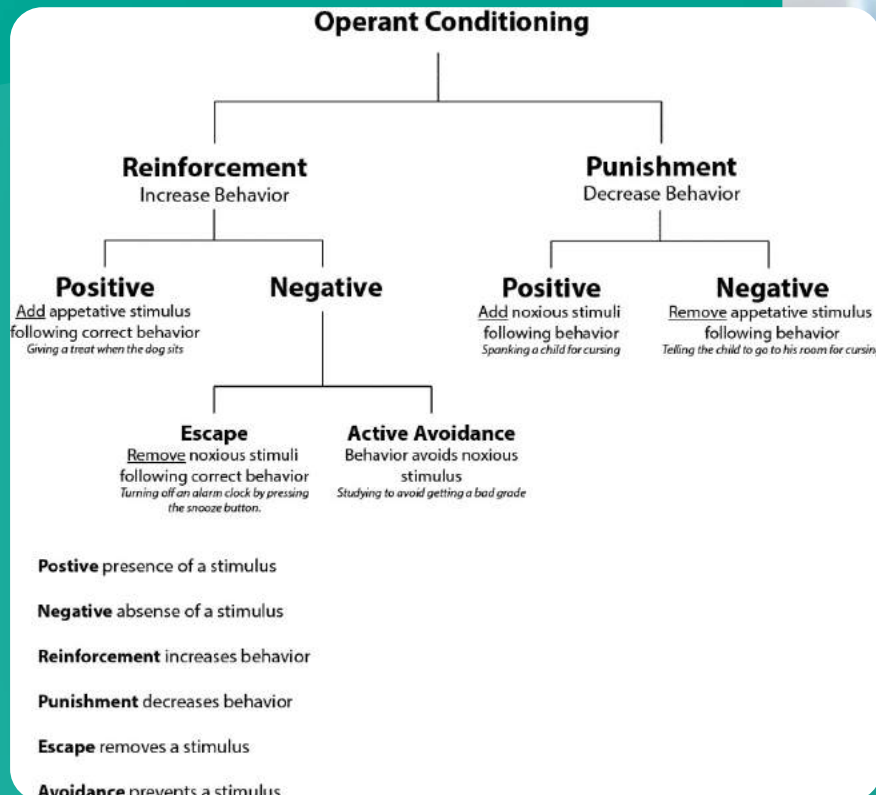 Operant Conditioning
Reinforcement
Increase Behavior
Punishment
Decrease Behavior
Positive
Add appetative stimulus
following correct behavior
Giving a treat when the dog sits
Negative
Positive
Add noxious stimuli
following behavior
Spanking a child for cursing
Negative
Remove appetative stimulus
following behavior
Telling the child to go to his room for cursing
Escape
Remove noxious stimuli
following correct behavior
Turning off an alarm clock by pressing
the snooze button.
Active Avoidance
Behavior avoids noxious
stimulus
Studying to avoid getting a bad grade
Postive presence of a stimulus
Negative absense of a stimulus
Reinforcement increases behavior
Punishment decreases behavior
Escape removes a stimulus
Avoidance prevents a stimulus